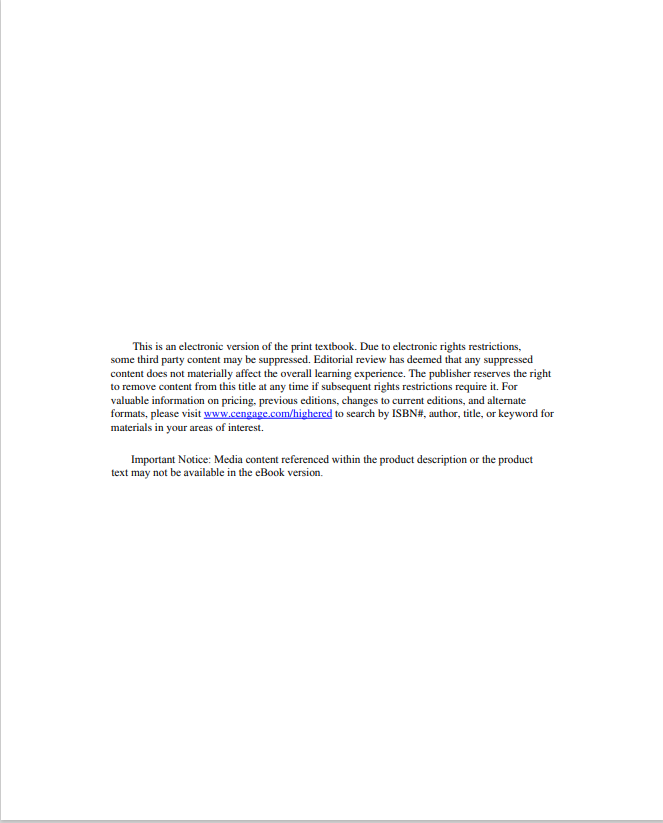 This is an electronic version of the print textbook. Due to electronic rights restrictions,
some third party content may be suppressed. Editorial review has deemed that any suppressed
content does not materially affect the overall learning experience. The publisher reserves the right
to remove content from this title at any time if subsequent rights restrictions require it. For
valuable information on pricing, previous editions, changes to current editions, and alternate
formats, please visit www.cengage.com/highered to search by ISBN#, author, title, or keyword for
materials in your areas of interest.
Important Notice: Media content referenced within the product description or the product
text may not be available in the eBook version.